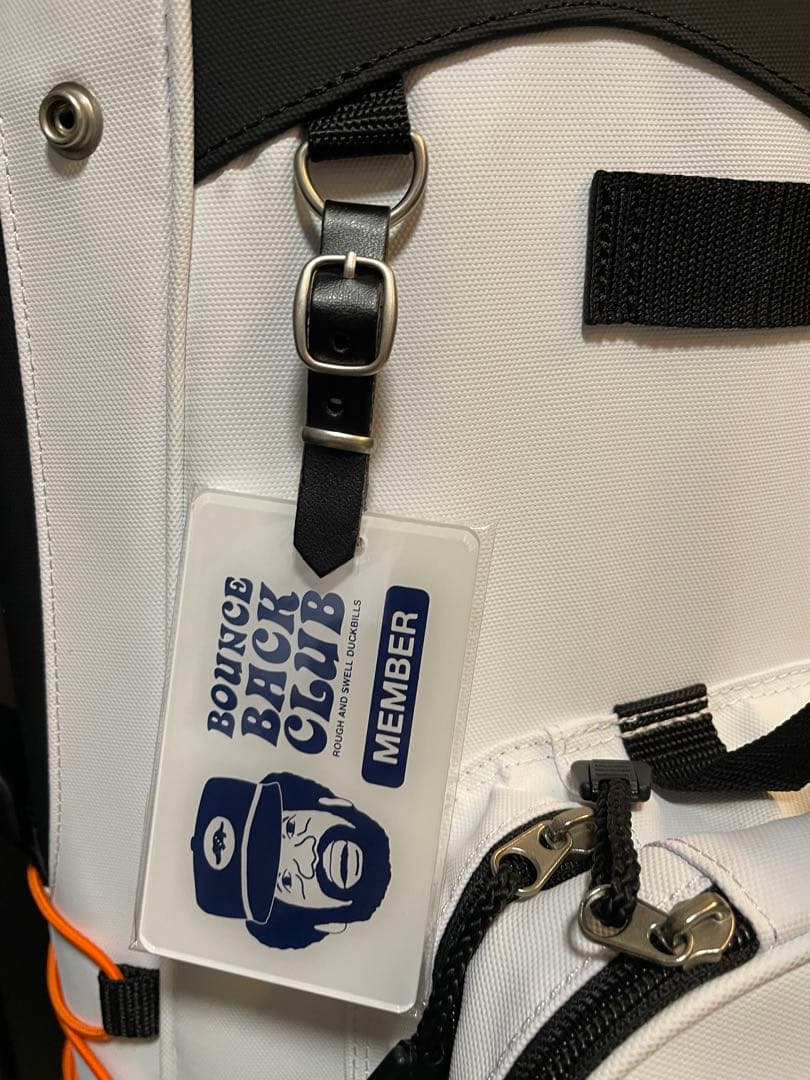 BOUNCE
BACK
CLUB
ROUGH AND SWELL DUCKBILLS
MEMBER